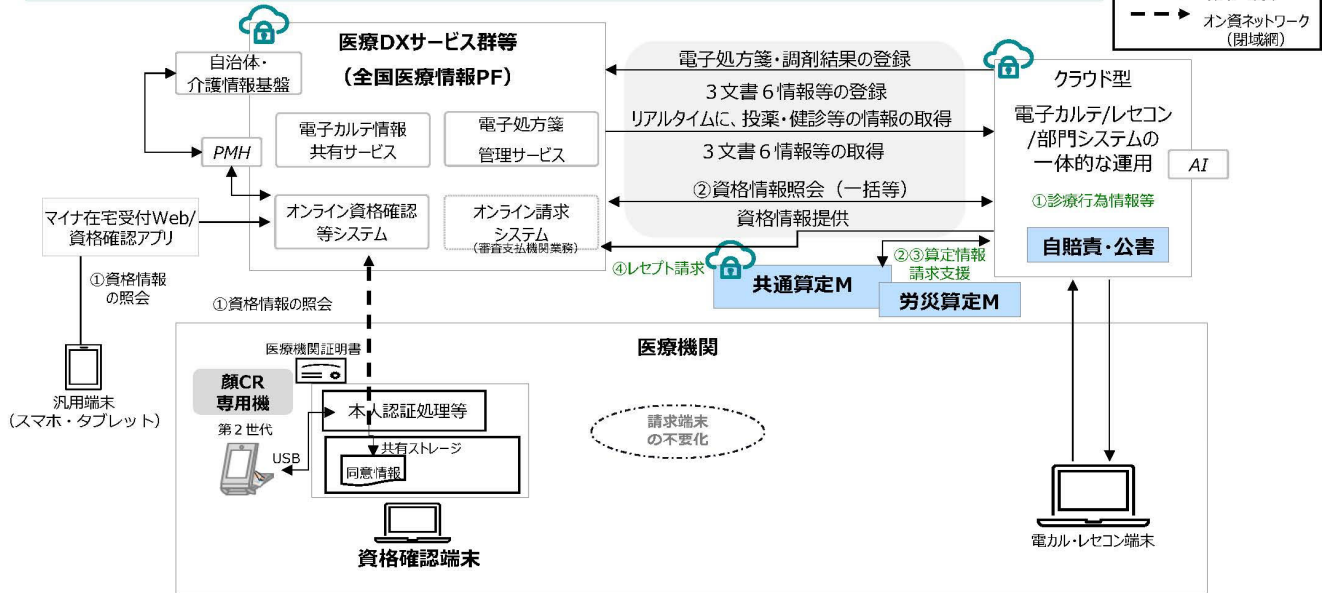 オン資ネットワーク
（閉域網）
医療DXサービス群等
（全国医療情報PF）
自治体・
介護情報基盤
PMH
電子カルテ情報
共有サービス
電子処方箋
管理サービス
オンライン資格確認
等システム
オンライン請求
システム
(審査支払機関業務)
マイナ在宅受付Web/
資格確認アプリ
①資格情報
の照会
①資格情報の照会
汎用端末
（スマホ・タブレット）
電子処方箋・調剤結果の登録
３文書６情報等の登録
リアルタイムに、投薬・健診等の情報の取得
３文書６情報等の取得
②資格情報照会（一括等）
資格情報提供
④レセプト請求
共通算定M
労災算定M
②③算定情報
請求支援
クラウド型
電子カルテ/レセコン
/部門システムの
一体的な運用
AI
①診療行為情報等
自賠責・公害
医療機関
医療機関証明書
顔CR
専用機
第２世代
USB
本人認証処理等
共有ストレージ
同意情報
資格確認端末
請求端末
の不要化
電カル・レセコン端末